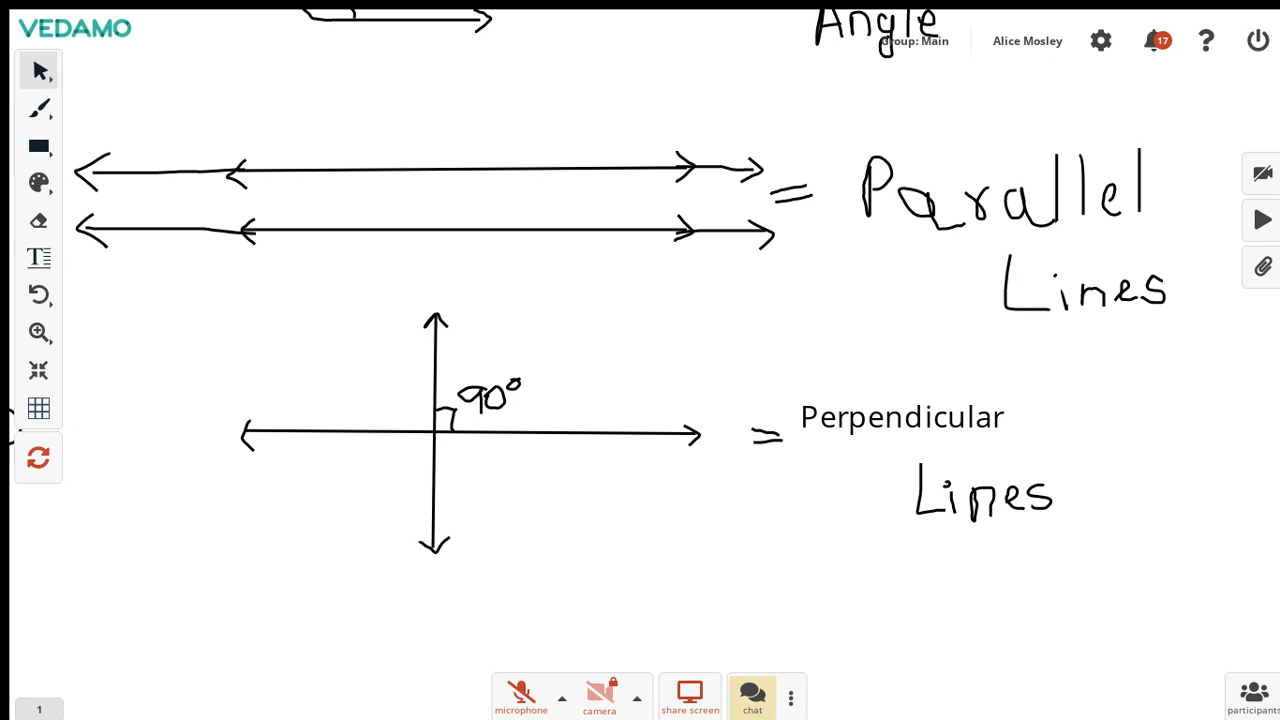 VEDAMO
Angle
Group: Main
Alice Mosley
17
= Parallel
Lines
90°
= Perpendicular
Lines
1
microphone
camera
share screen
chat
participants